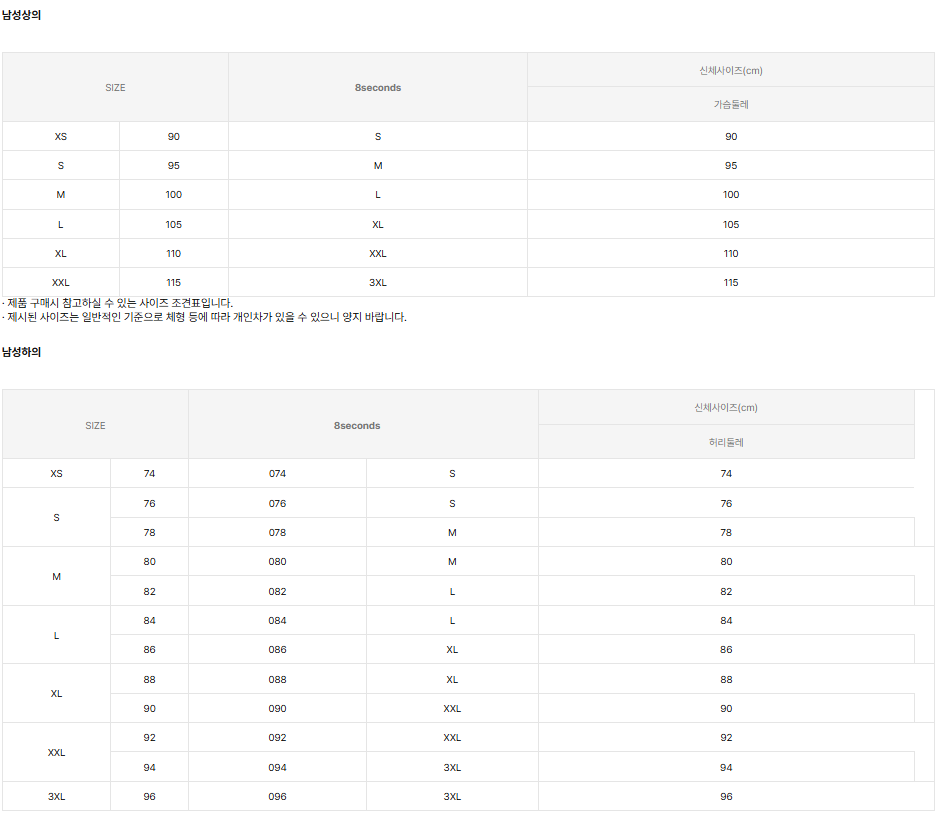 남성상의
SIZE 8seconds 신체사이즈(cm)
가슴둘레
XS 90 S 90
S 95 M 95
M 100 L 100
L 105 XL 105
XL 110 XXL 110
XXL 115 3XL 115
· 제품 구매시 참고하실 수 있는 사이즈 조견표입니다.
· 제시된 사이즈는 일반적인 기준으로 체형 등에 따라 개인차가 있을 수 있으니 양지 바랍니다.
남성하의
SIZE 8seconds 신체사이즈(cm)
허리둘레
XS 74 074 S 74
S 76 076 S 76
78 078 M 78
M 80 080 M 80
82 082 L 82
L 84 084 L 84
86 086 XL 86
XL 88 088 XL 88
90 090 XXL 90
XXL 92 092 XXL 92
94 094 3XL 94
3XL 96 096 3XL 96